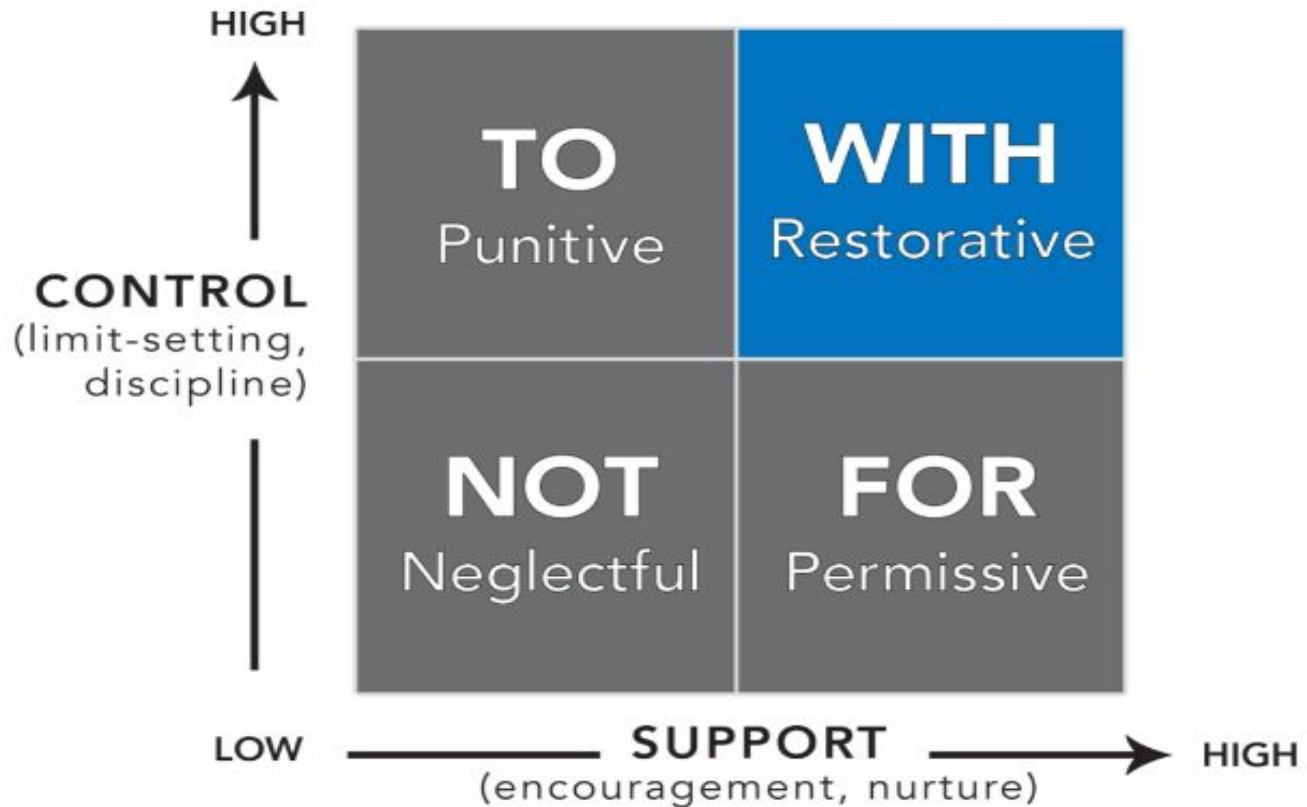 HIGH
TO
Punitive
WITH
Restorative
CONTROL
(limit-setting,
discipline)
NOT
Neglectful
FOR
Permissive
LOW
SUPPORT
(encouragement, nurture)
HIGH